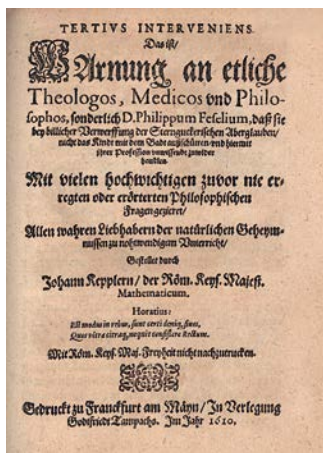 TERTIVS INTERVENIENS.
Das ist/
Warnung an etliche
Theologos, Medicos vnd Philo-
sophos, sonderlich D. Philippum Feselium, daß sie
bey billicher Verwerffung der Sternguckerischen Aberglauben/
nicht das Kindt mit dem Badt außschütten/ vnd hiermit
jhrer Profession vnwissendt zuwider
handlen.
Mit vielen hochwichtigen zuvor nie er-
regten oder erörterten Philosophischen
Fragen gezieret/
Allen wahren Liebhabern der natürlichen Geheym-
nussen zu nohtwendigem Vnterricht/
Gestellet durch
Johann Kepplern/ der Röm. Keys. Majest.
Mathematicum.
Horatius:
Est modus in rebus, sunt certi denique fines,
Quos vltra citraque nequit consistere Rectum.
Mit Röm. Keys. Maj. Freyheit nicht nachzutrucken.
Gedruckt zu Franckfurt am Mäyn/ In Verlegung
Godtfriedt Tampachs. Im Jahr 1610.